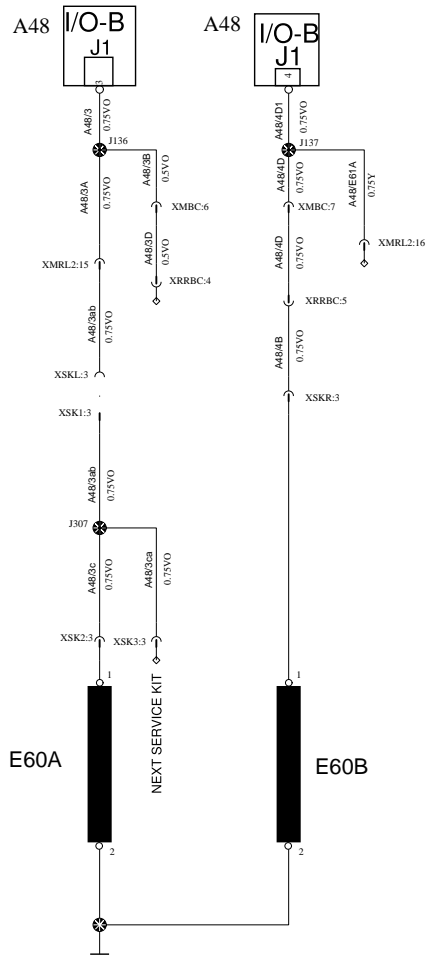 A48
I/O-B
J1
3
A48/3
0.75VO
J136
A48/3A
0.75VO
A48/3B
0.5VO
XMBC:6
A48/3D
0.5VO
XRRBC:4
XMRL2:15
A48/3ab
0.75VO
XSKL:3
XSK1:3
A48/3ab
0.75VO
J307
A48/3c
0.75VO
A48/3ca
0.75VO
XSK2:3
XSK3:3
NEXT SERVICE KIT
1
E60A
2
A48
I/O-B
J1
4
A48/4D1
0.75VO
J137
A48/4D
0.75VO
A48/E61A
0.75Y
XMBC:7
XMRL2:16
A48/4D
0.75VO
XRRBC:5
A48/4B
0.75VO
XSKR:3
1
E60B
2